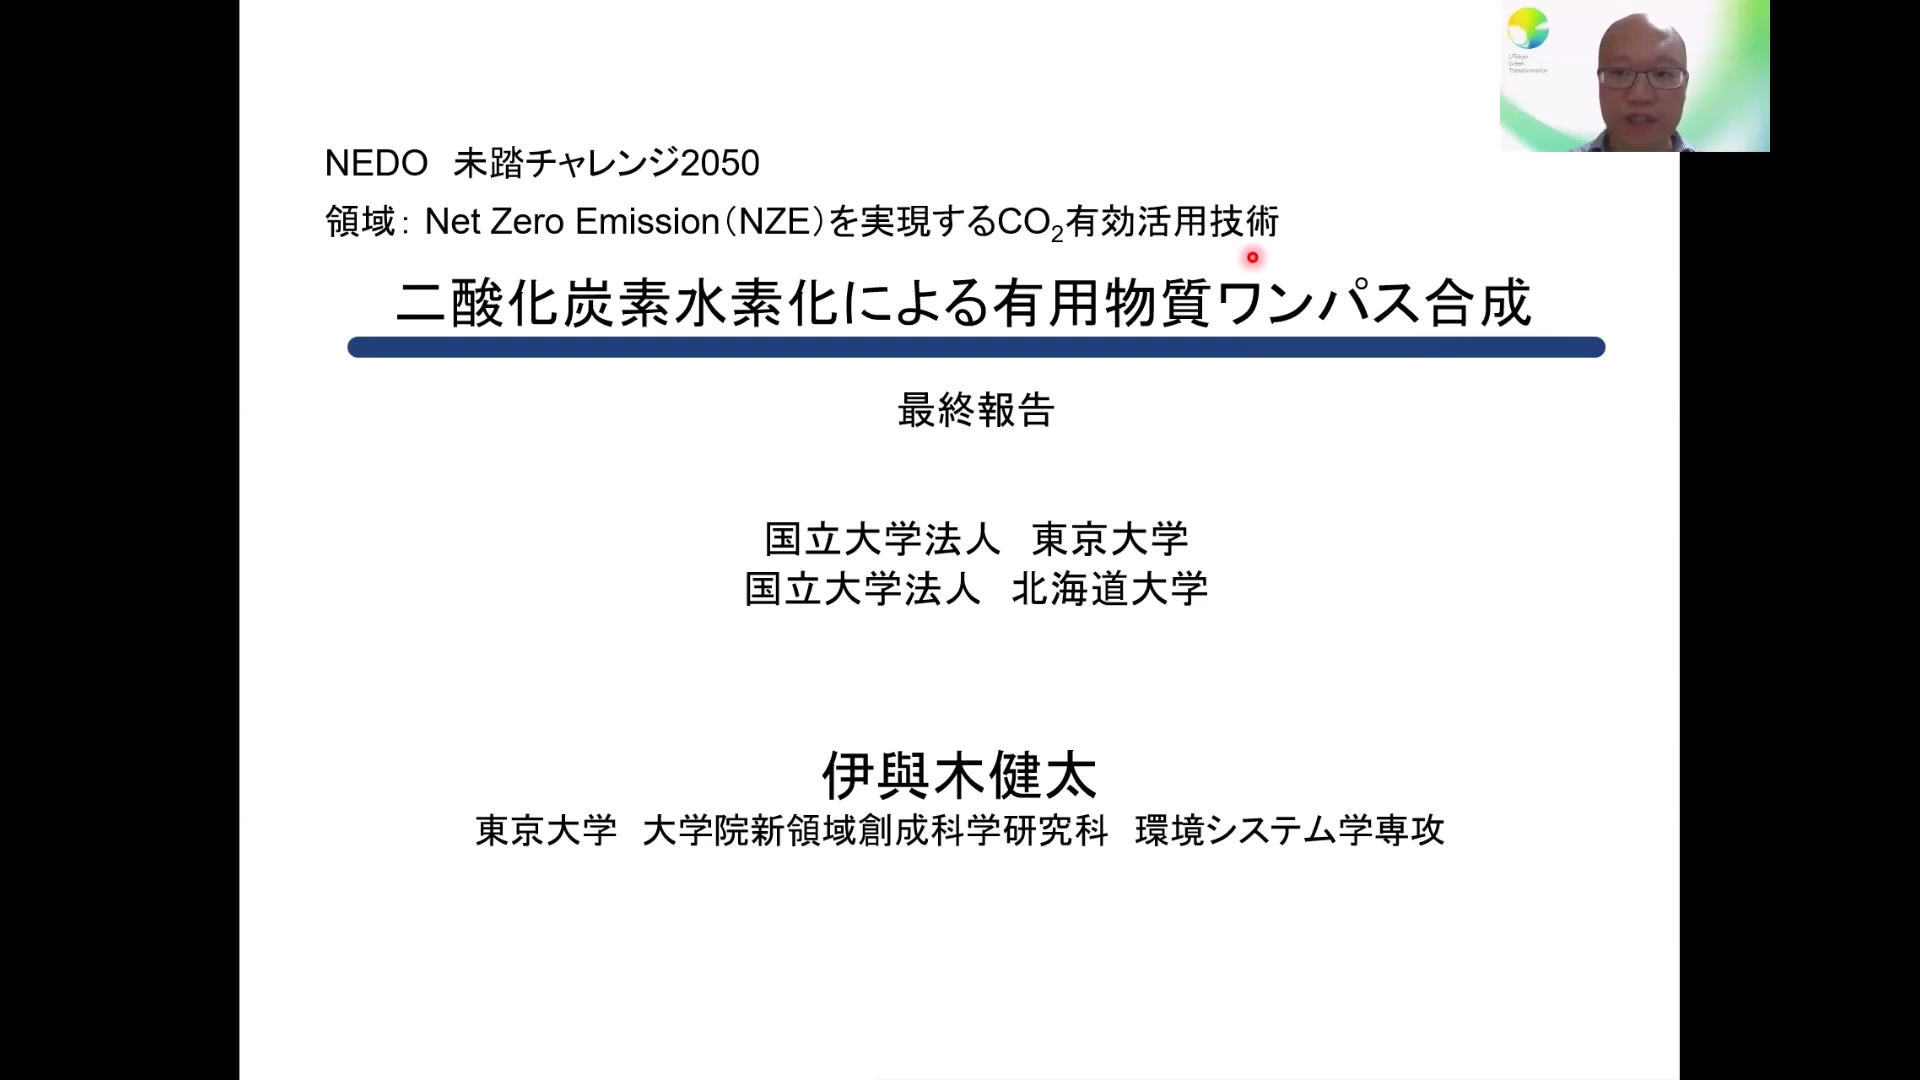 UTokyo
Green
Transformation
NEDO　未踏チャレンジ2050
領域： Net Zero Emission（NZE）を実現するCO₂有効活用技術
二酸化炭素水素化による有用物質ワンパス合成
最終報告
国立大学法人　東京大学
国立大学法人　北海道大学
伊與木健太
東京大学　大学院新領域創成科学研究科　環境システム学専攻